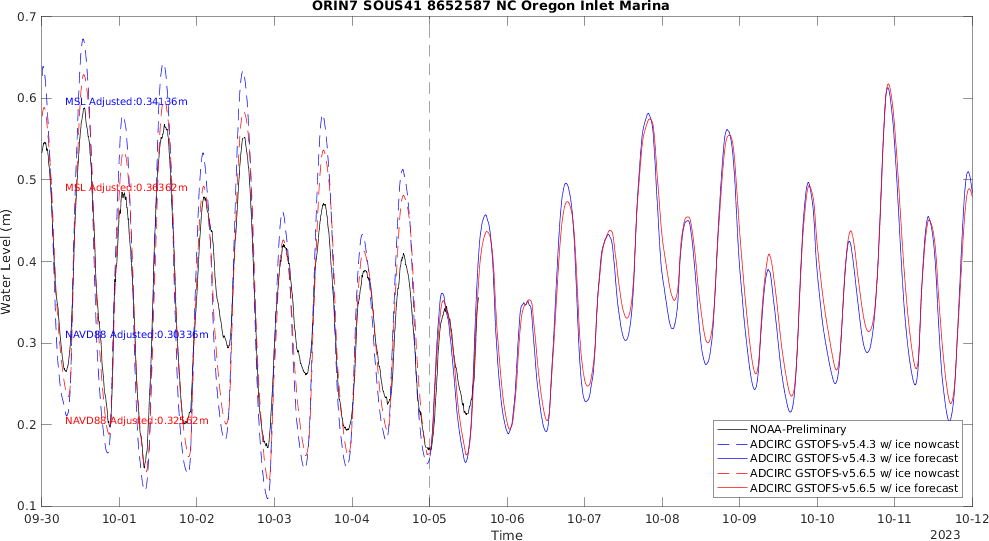 ORIN7 SOUS41 8652587 NC Oregon Inlet Marina
Water Level (m)
0.7
0.6
0.5
0.4
0.3
0.2
0.1
MSL Adjusted:0.34136m
MSL Adjusted:0.36362m
NAVD88 Adjusted:0.30336m
NAVD88 Adjusted:0.32562m
NOAA-Preliminary
ADCIRC GSTOFS-v5.4.3 w/ ice nowcast
ADCIRC GSTOFS-v5.4.3 w/ ice forecast
ADCIRC GSTOFS-v5.6.5 w/ ice nowcast
ADCIRC GSTOFS-v5.6.5 w/ ice forecast
09-30 10-01 10-02 10-03 10-04 10-05 10-06 10-07 10-08 10-09 10-10 10-11 10-12
Time
2023